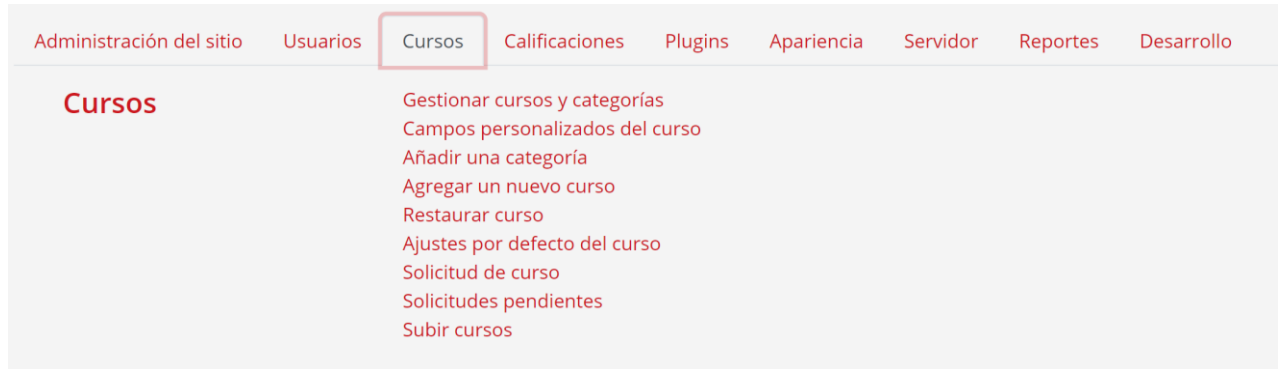 Administración del sitio Usuarios Cursos Calificaciones Plugins Apariencia Servidor Reportes Desarrollo
Cursos
Gestionar cursos y categorías
Campos personalizados del curso
Añadir una categoría
Agregar un nuevo curso
Restaurar curso
Ajustes por defecto del curso
Solicitud de curso
Solicitudes pendientes
Subir cursos